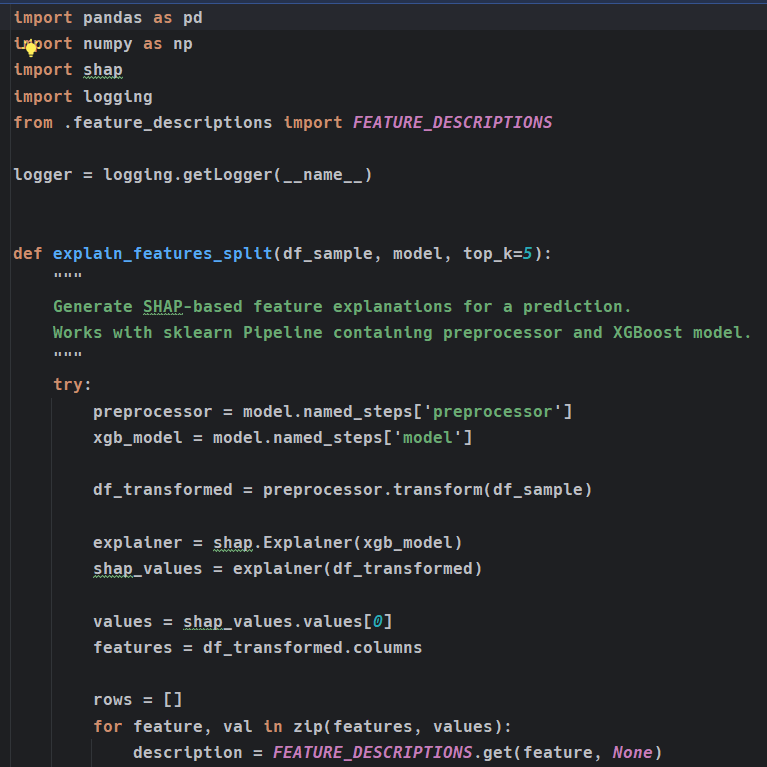 import pandas as pd
import numpy as np
import shap
import logging
from .feature_descriptions import FEATURE_DESCRIPTIONS

logger = logging.getLogger(__name__)


def explain_features_split(df_sample, model, top_k=5):
    """
    Generate SHAP-based feature explanations for a prediction.
    Works with sklearn Pipeline containing preprocessor and XGBoost model.
    """
    try:
        preprocessor = model.named_steps['preprocessor']
        xgb_model = model.named_steps['model']

        df_transformed = preprocessor.transform(df_sample)

        explainer = shap.Explainer(xgb_model)
        shap_values = explainer(df_transformed)

        values = shap_values.values[0]
        features = df_transformed.columns

        rows = []
        for feature, val in zip(features, values):
            description = FEATURE_DESCRIPTIONS.get(feature, None)